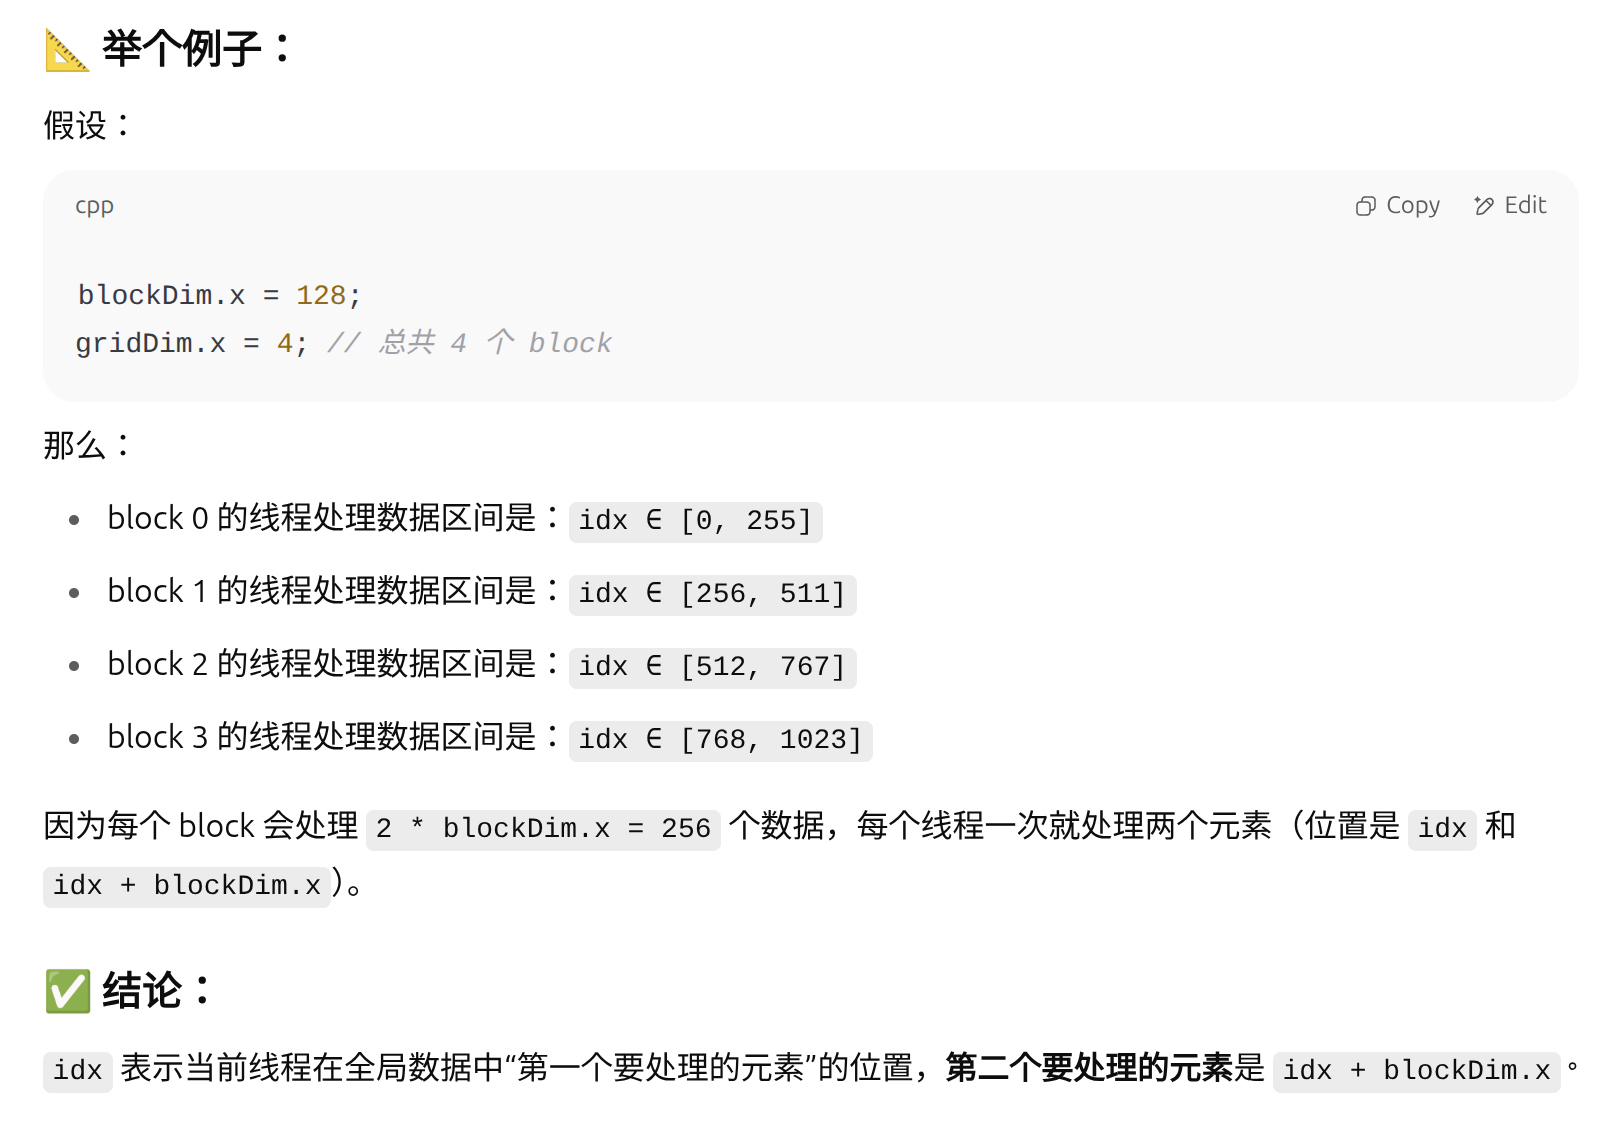 📐 举个例子：
假设：
cpp
Copy
Edit
blockDim.x = 128;
gridDim.x = 4; // 总共 4 个 block
那么：
• block 0 的线程处理数据区间是：idx ∈ [0, 255]
• block 1 的线程处理数据区间是：idx ∈ [256, 511]
• block 2 的线程处理数据区间是：idx ∈ [512, 767]
• block 3 的线程处理数据区间是：idx ∈ [768, 1023]
因为每个 block 会处理 2 * blockDim.x = 256 个数据，每个线程一次就处理两个元素（位置是 idx 和
idx + blockDim.x）。
✅ 结论：
idx 表示当前线程在全局数据中“第一个要处理的元素”的位置，第二个要处理的元素是 idx + blockDim.x。